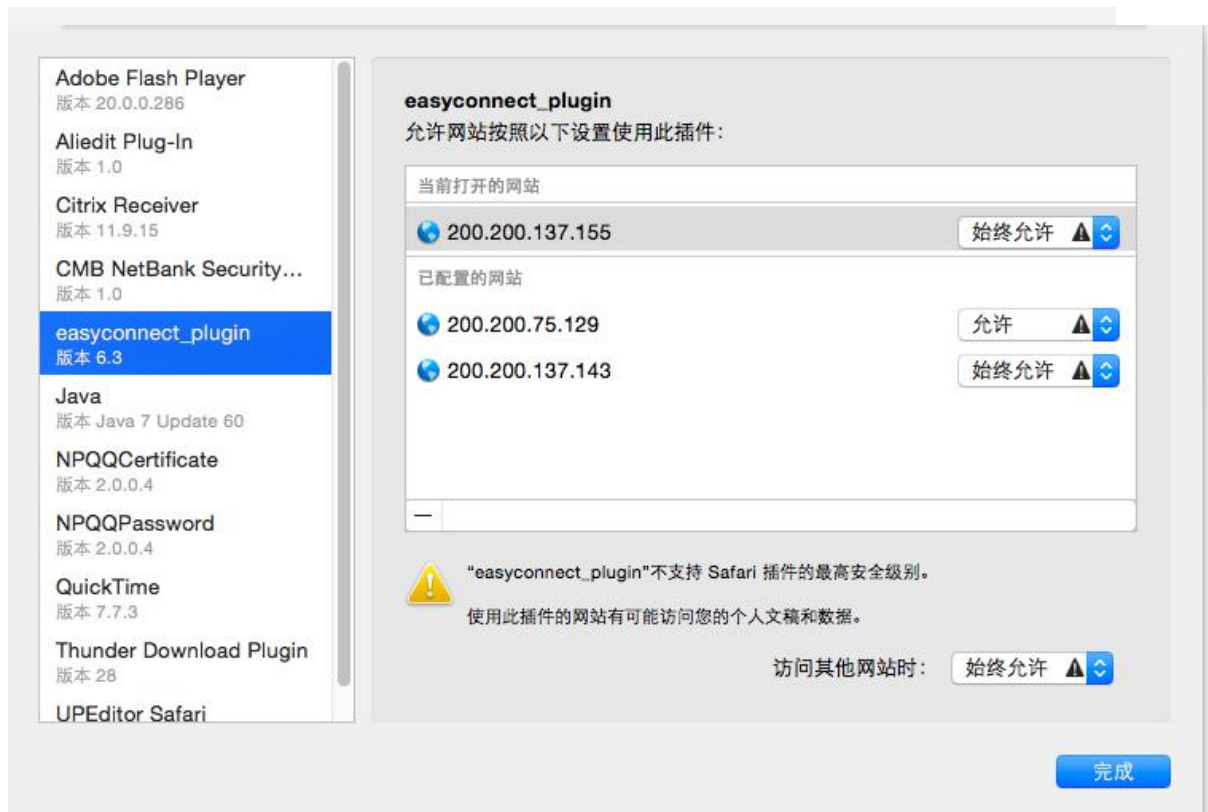 Adobe Flash Player
版本 20.0.0.286
Aliedit Plug-In
版本 1.0
Citrix Receiver
版本 11.9.15
CMB NetBank Security...
版本 1.0
easyconnect_plugin
版本 6.3
Java
版本 Java 7 Update 60
NPQQCertificate
版本 2.0.0.4
NPQQPassword
版本 2.0.0.4
QuickTime
版本 7.7.3
Thunder Download Plugin
版本 28
UPEditor Safari
easyconnect_plugin
允许网站按照以下设置使用此插件：
当前打开的网站
200.200.137.155 始终允许
已配置的网站
200.200.75.129 允许
200.200.137.143 始终允许
“easyconnect_plugin”不支持 Safari 插件的最高安全级别。
使用此插件的网站有可能访问您的个人文稿和数据。
访问其他网站时： 始终允许
完成